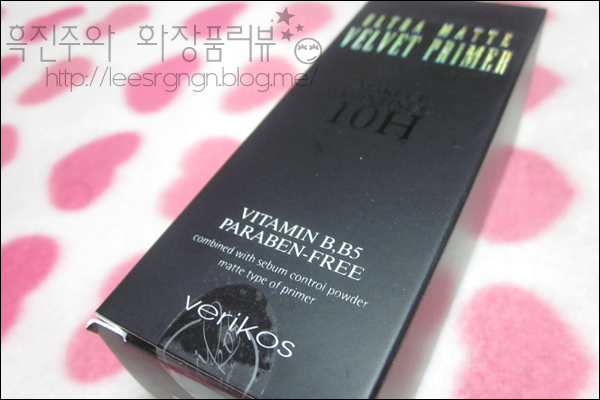 흑진주와 화장품리뷰
http://leesrgngn.blog.me/
ULTRA MATTE
VELVET PRIMER
10H
VITAMIN B,B5
PARABEN-FREE
combined with sebum control powder
matte type of primer
verikos